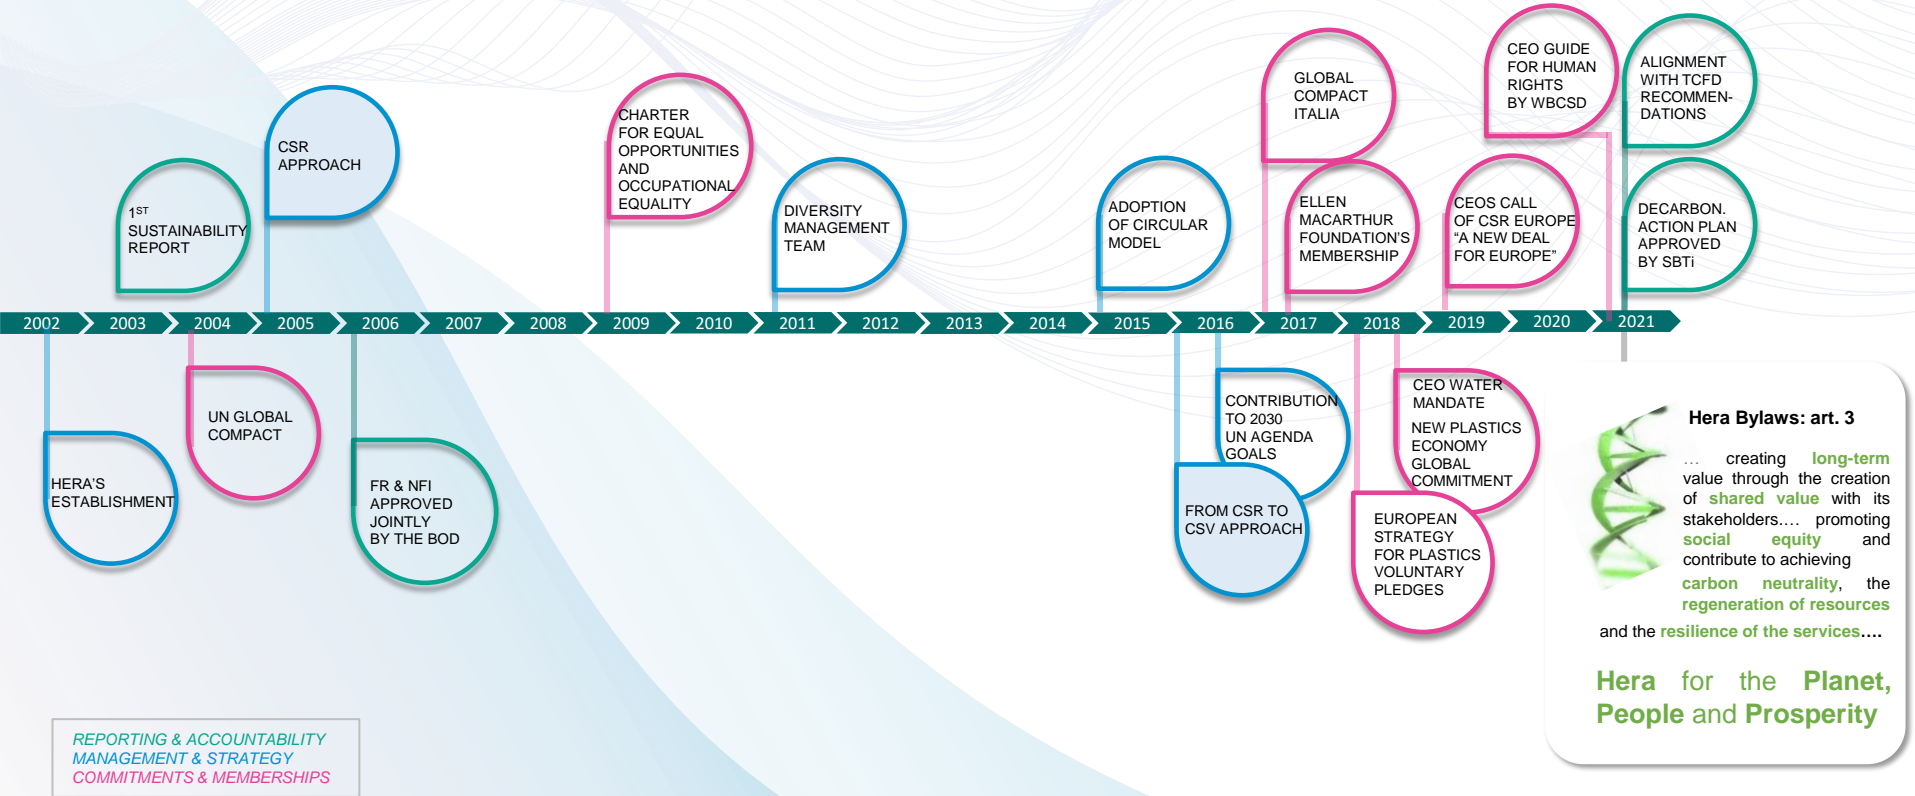 CEO GUIDE
FOR HUMAN
RIGHTS
BY WBCSD
ALIGNMENT
WITH TCFD
RECOMMEN-
DATIONS
GLOBAL
COMPACT
ITALIA
CHARTER
FOR EQUAL
OPPORTUNITIES
AND
OCCUPATIONAL
EQUALITY
CSR
APPROACH
1ST
SUSTAINABILITY
REPORT
DIVERSITY
MANAGEMENT
TEAM
ADOPTION
OF CIRCULAR
MODEL
ELLEN
MACARTHUR
FOUNDATION'S
MEMBERSHIP
CEOS CALL
OF CSR EUROPE
“A NEW DEAL
FOR EUROPE”
DECARBON.
ACTION PLAN
APPROVED
BY SBTi
2002 2003 2004 2005 2006 2007 2008 2009 2010 2011 2012 2013 2014 2015 2016 2017 2018 2019 2020 2021
HERA'S
ESTABLISHMENT
UN GLOBAL
COMPACT
FR & NFI
APPROVED
JOINTLY
BY THE BOD
CONTRIBUTION
TO 2030
UN AGENDA
GOALS
FROM CSR TO
CSV APPROACH
CEO WATER
MANDATE
NEW PLASTICS
ECONOMY
GLOBAL
COMMITMENT
EUROPEAN
STRATEGY
FOR PLASTICS
VOLUNTARY
PLEDGES
Hera Bylaws: art. 3
… creating long-term
value through the creation
of shared value with its
stakeholders…. promoting
social equity and
contribute to achieving
carbon neutrality, the
regeneration of resources
and the resilience of the services….
Hera for the Planet,
People and Prosperity
REPORTING & ACCOUNTABILITY
MANAGEMENT & STRATEGY
COMMITMENTS & MEMBERSHIPS